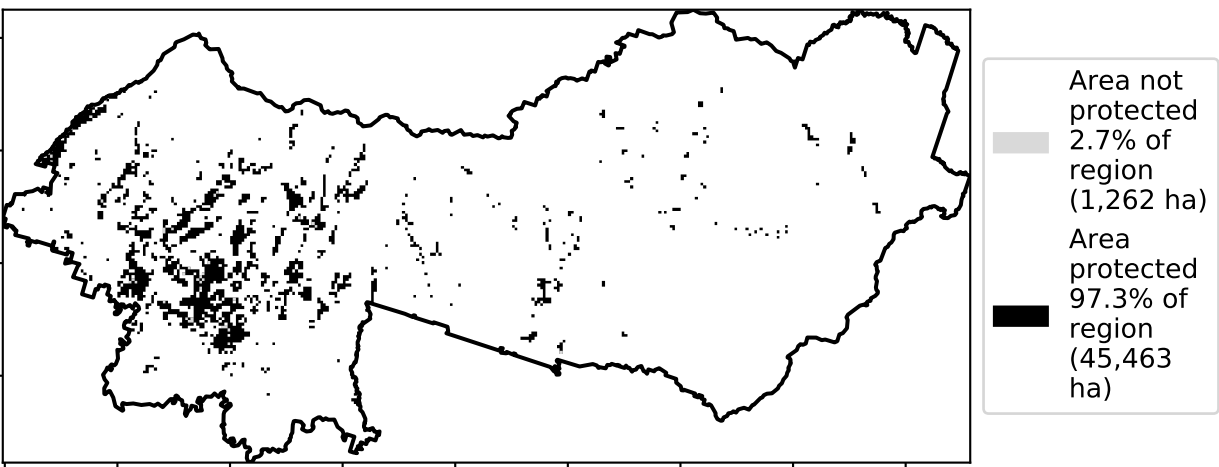 Area not
protected
2.7% of
region
(1,262 ha)
Area
protected
97.3% of
region
(45,463
ha)